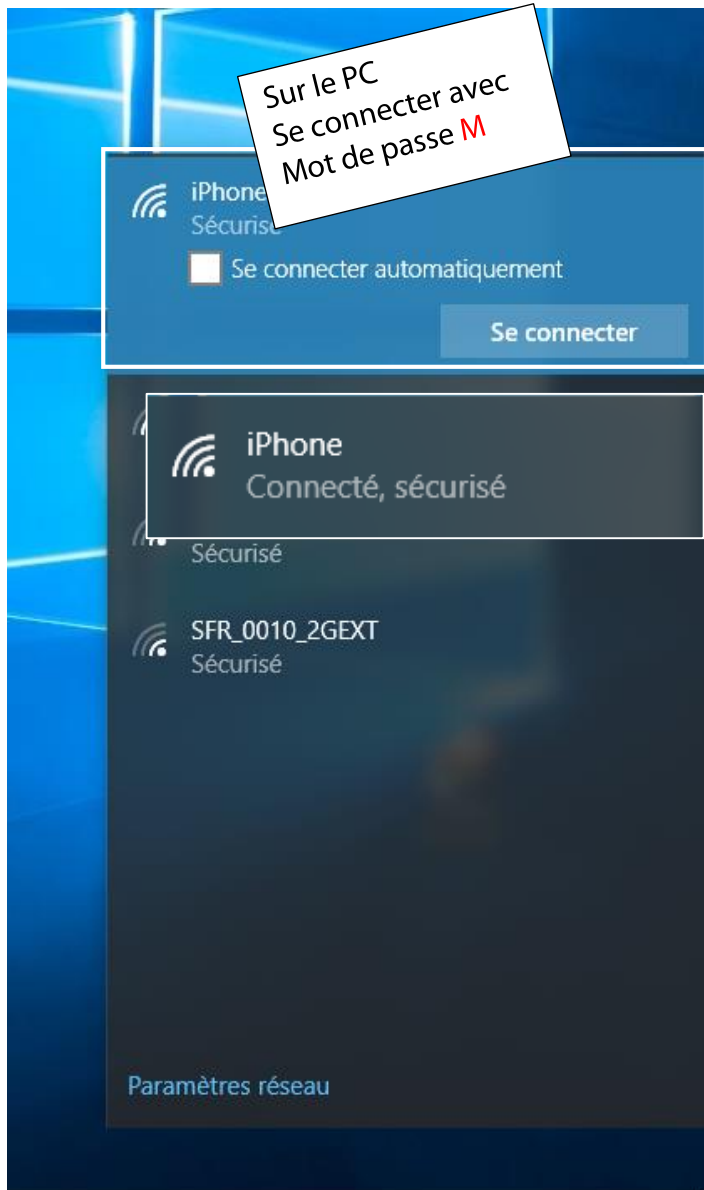 Sur le PC
Se connecter avec
Mot de passe M
iPhone
Sécurisé
Se connecter automatiquement
Se connecter
iPhone
Connecté, sécurisé
Sécurisé
SFR_0010_2GEXT
Sécurisé
Paramètres réseau